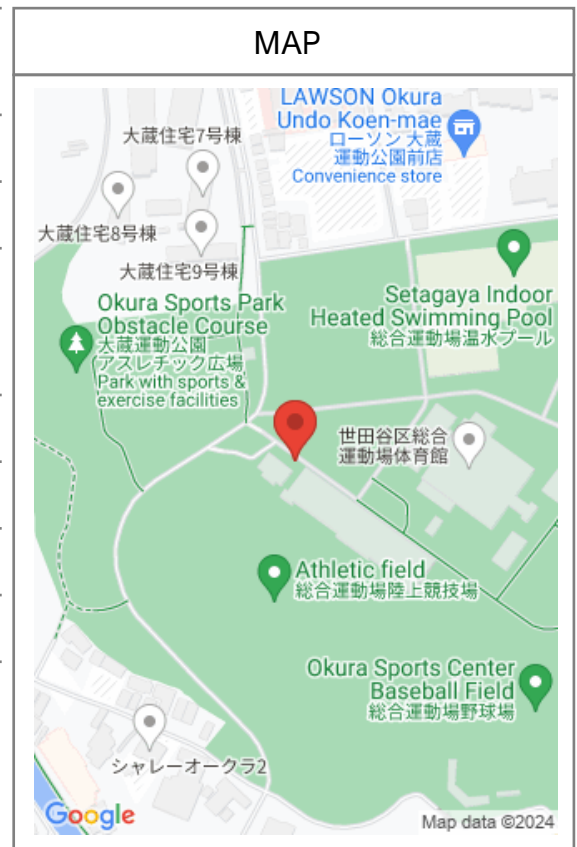 MAP
LAWSON Okura
Undo Koen-mae
ローソン 大蔵
運動公園前店
Convenience store
大蔵住宅7号棟
大蔵住宅8号棟
大蔵住宅9号棟
Setagaya Indoor
Heated Swimming Pool
総合運動場温水プール
Okura Sports Park
Obstacle Course
大蔵運動公園
アスレチック広場
Park with sports &
exercise facilities
世田谷区総合
運動場体育館
Athletic field
総合運動場陸上競技場
Okura Sports Center
Baseball Field
総合運動場野球場
シャレーオークラ2
Google
Map data ©2024